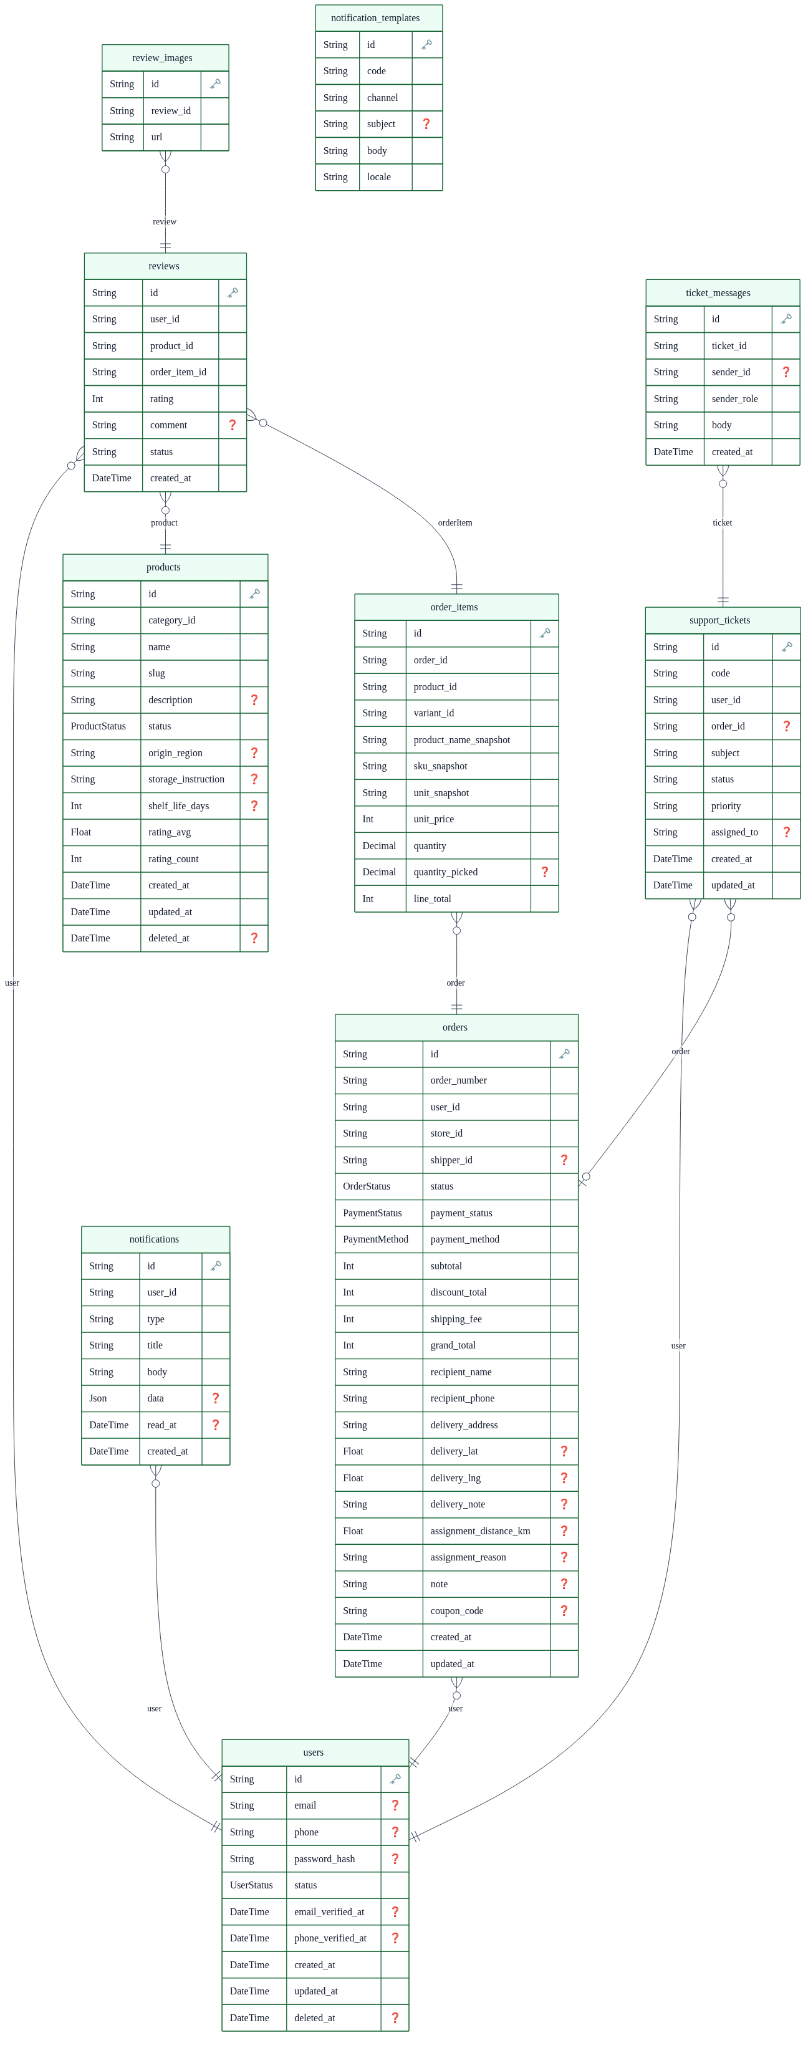 notification_templates
String id
String code
String channel
String subject ❓
String body
String locale
review_images
String id
String review_id
String url
review
reviews
String id
String user_id
String product_id
String order_item_id
Int rating
String comment ❓
String status
DateTime created_at
ticket_messages
String id
String ticket_id
String sender_id ❓
String sender_role
String body
DateTime created_at
product
orderItem
ticket
products
String id
String category_id
String name
String slug
String description ❓
ProductStatus status
String origin_region ❓
String storage_instruction ❓
Int shelf_life_days ❓
Float rating_avg
Int rating_count
DateTime created_at
DateTime updated_at
DateTime deleted_at ❓
order_items
String id
String order_id
String product_id
String variant_id
String product_name_snapshot
String sku_snapshot
String unit_snapshot
Int unit_price
Decimal quantity
Decimal quantity_picked ❓
Int line_total
support_tickets
String id
String code
String user_id
String order_id ❓
String subject
String status
String priority
String assigned_to ❓
DateTime created_at
DateTime updated_at
user
order
order
orders
String id
String order_number
String user_id
String store_id
String shipper_id ❓
OrderStatus status
PaymentStatus payment_status
PaymentMethod payment_method
Int subtotal
Int discount_total
Int shipping_fee
Int grand_total
String recipient_name
String recipient_phone
String delivery_address
Float delivery_lat ❓
Float delivery_lng ❓
String delivery_note ❓
Float assignment_distance_km ❓
String assignment_reason ❓
String note ❓
String coupon_code ❓
DateTime created_at
DateTime updated_at
notifications
String id
String user_id
String type
String title
String body
Json data ❓
DateTime read_at ❓
DateTime created_at
user
user
user
users
String id
String email ❓
String phone ❓
String password_hash ❓
UserStatus status
DateTime email_verified_at ❓
DateTime phone_verified_at ❓
DateTime created_at
DateTime updated_at
DateTime deleted_at ❓